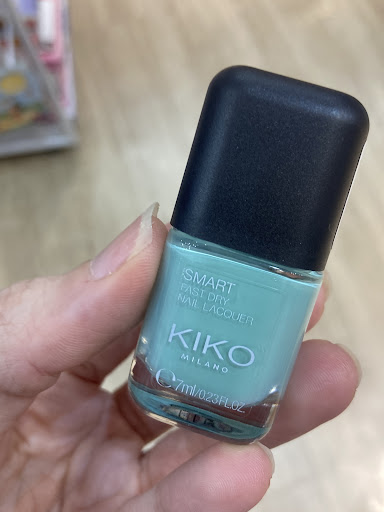 SMART
FAST DRY
NAIL LACQUER
KIKO
MILANO
7ml/0.23FL.OZ